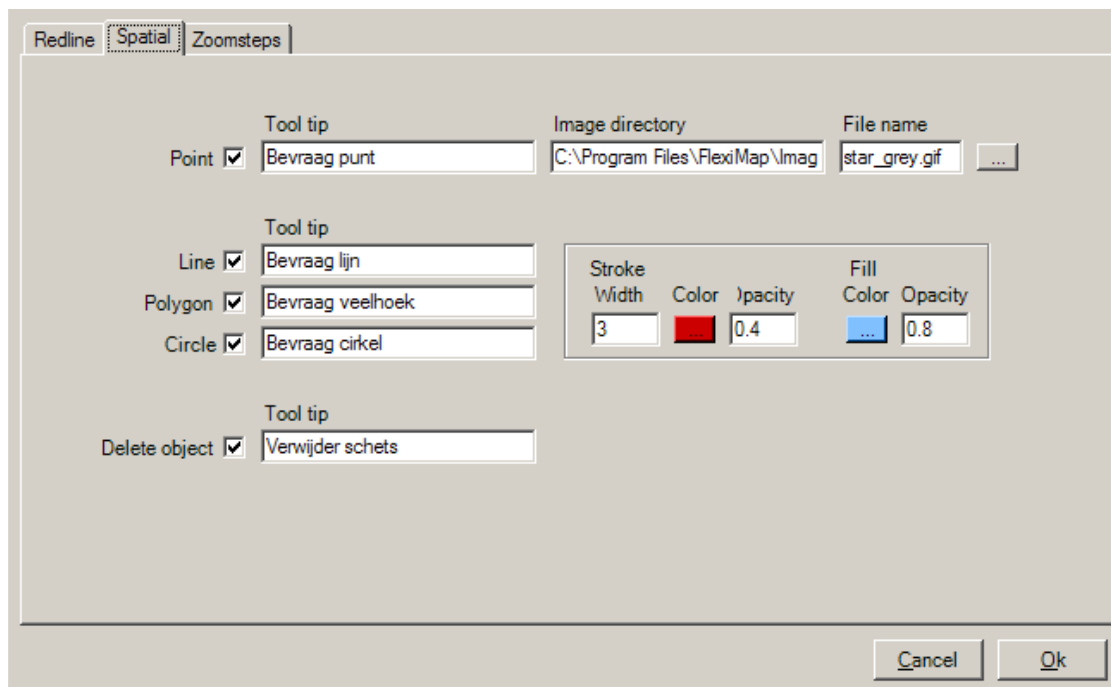 Redline Spatial Zoomsteps
Tool tip Image directory File name
Point Bevraag punt C:\Program Files\FlexiMap\Imag star_grey.gif ...
Tool tip
Line Bevraag lijn
Stroke Fill
Width Color )pacity Color Opacity
Polygon Bevraag veelhoek
3 ... 0.4 ... 0.8
Circle Bevraag cirkel
Tool tip
Delete object Verwijder schets
Cancel Ok